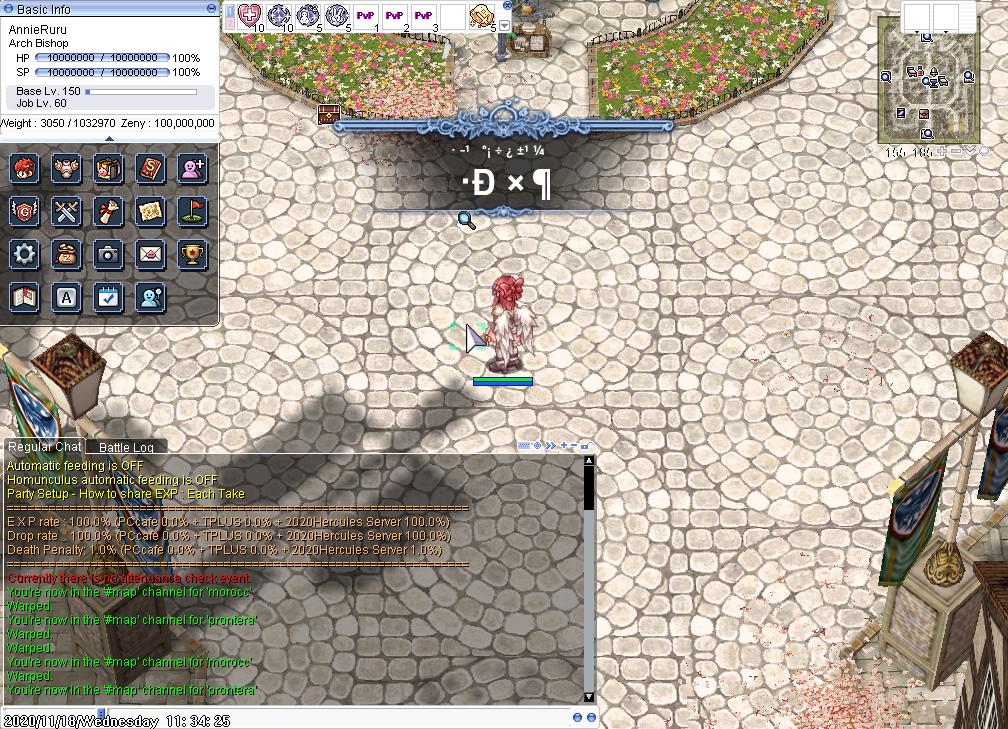 Basic Info
AnnieRuru
Arch Bishop
HP 10000000 / 10000000 100%
SP 10000000 / 10000000 100%
Base Lv. 150
Job Lv. 60
Weight : 3050 / 1032970 Zeny : 100,000,000
10 10 5 5 PvP 1 PvP 2 PvP 3 5
·Ð × ¶
Regular Chat Battle Log
Automatic feeding is OFF
Homunculus automatic feeding is OFF
Party Setup - How to share EXP : Each Take
E X P rate : 100.0% (PCcafe 0.0% + TPLUS 0.0% + 2020Hercules Server 100.0%)
Drop rate : 100.0% (PCcafe 0.0% + TPLUS 0.0% + 2020Hercules Server 100.0%)
Death Penalty: 1.0% (PCcafe 0.0% + TPLUS 0.0% + 2020Hercules Server 1.0%)
Currently there is no attendance check event.
You're now in the '#map' channel for 'morocc'
Warped.
You're now in the '#map' channel for 'prontera'
Warped.
Warped.
You're now in the '#map' channel for 'morocc'
Warped.
You're now in the '#map' channel for 'prontera'
2020/11/18/Wednesday 11: 34: 25